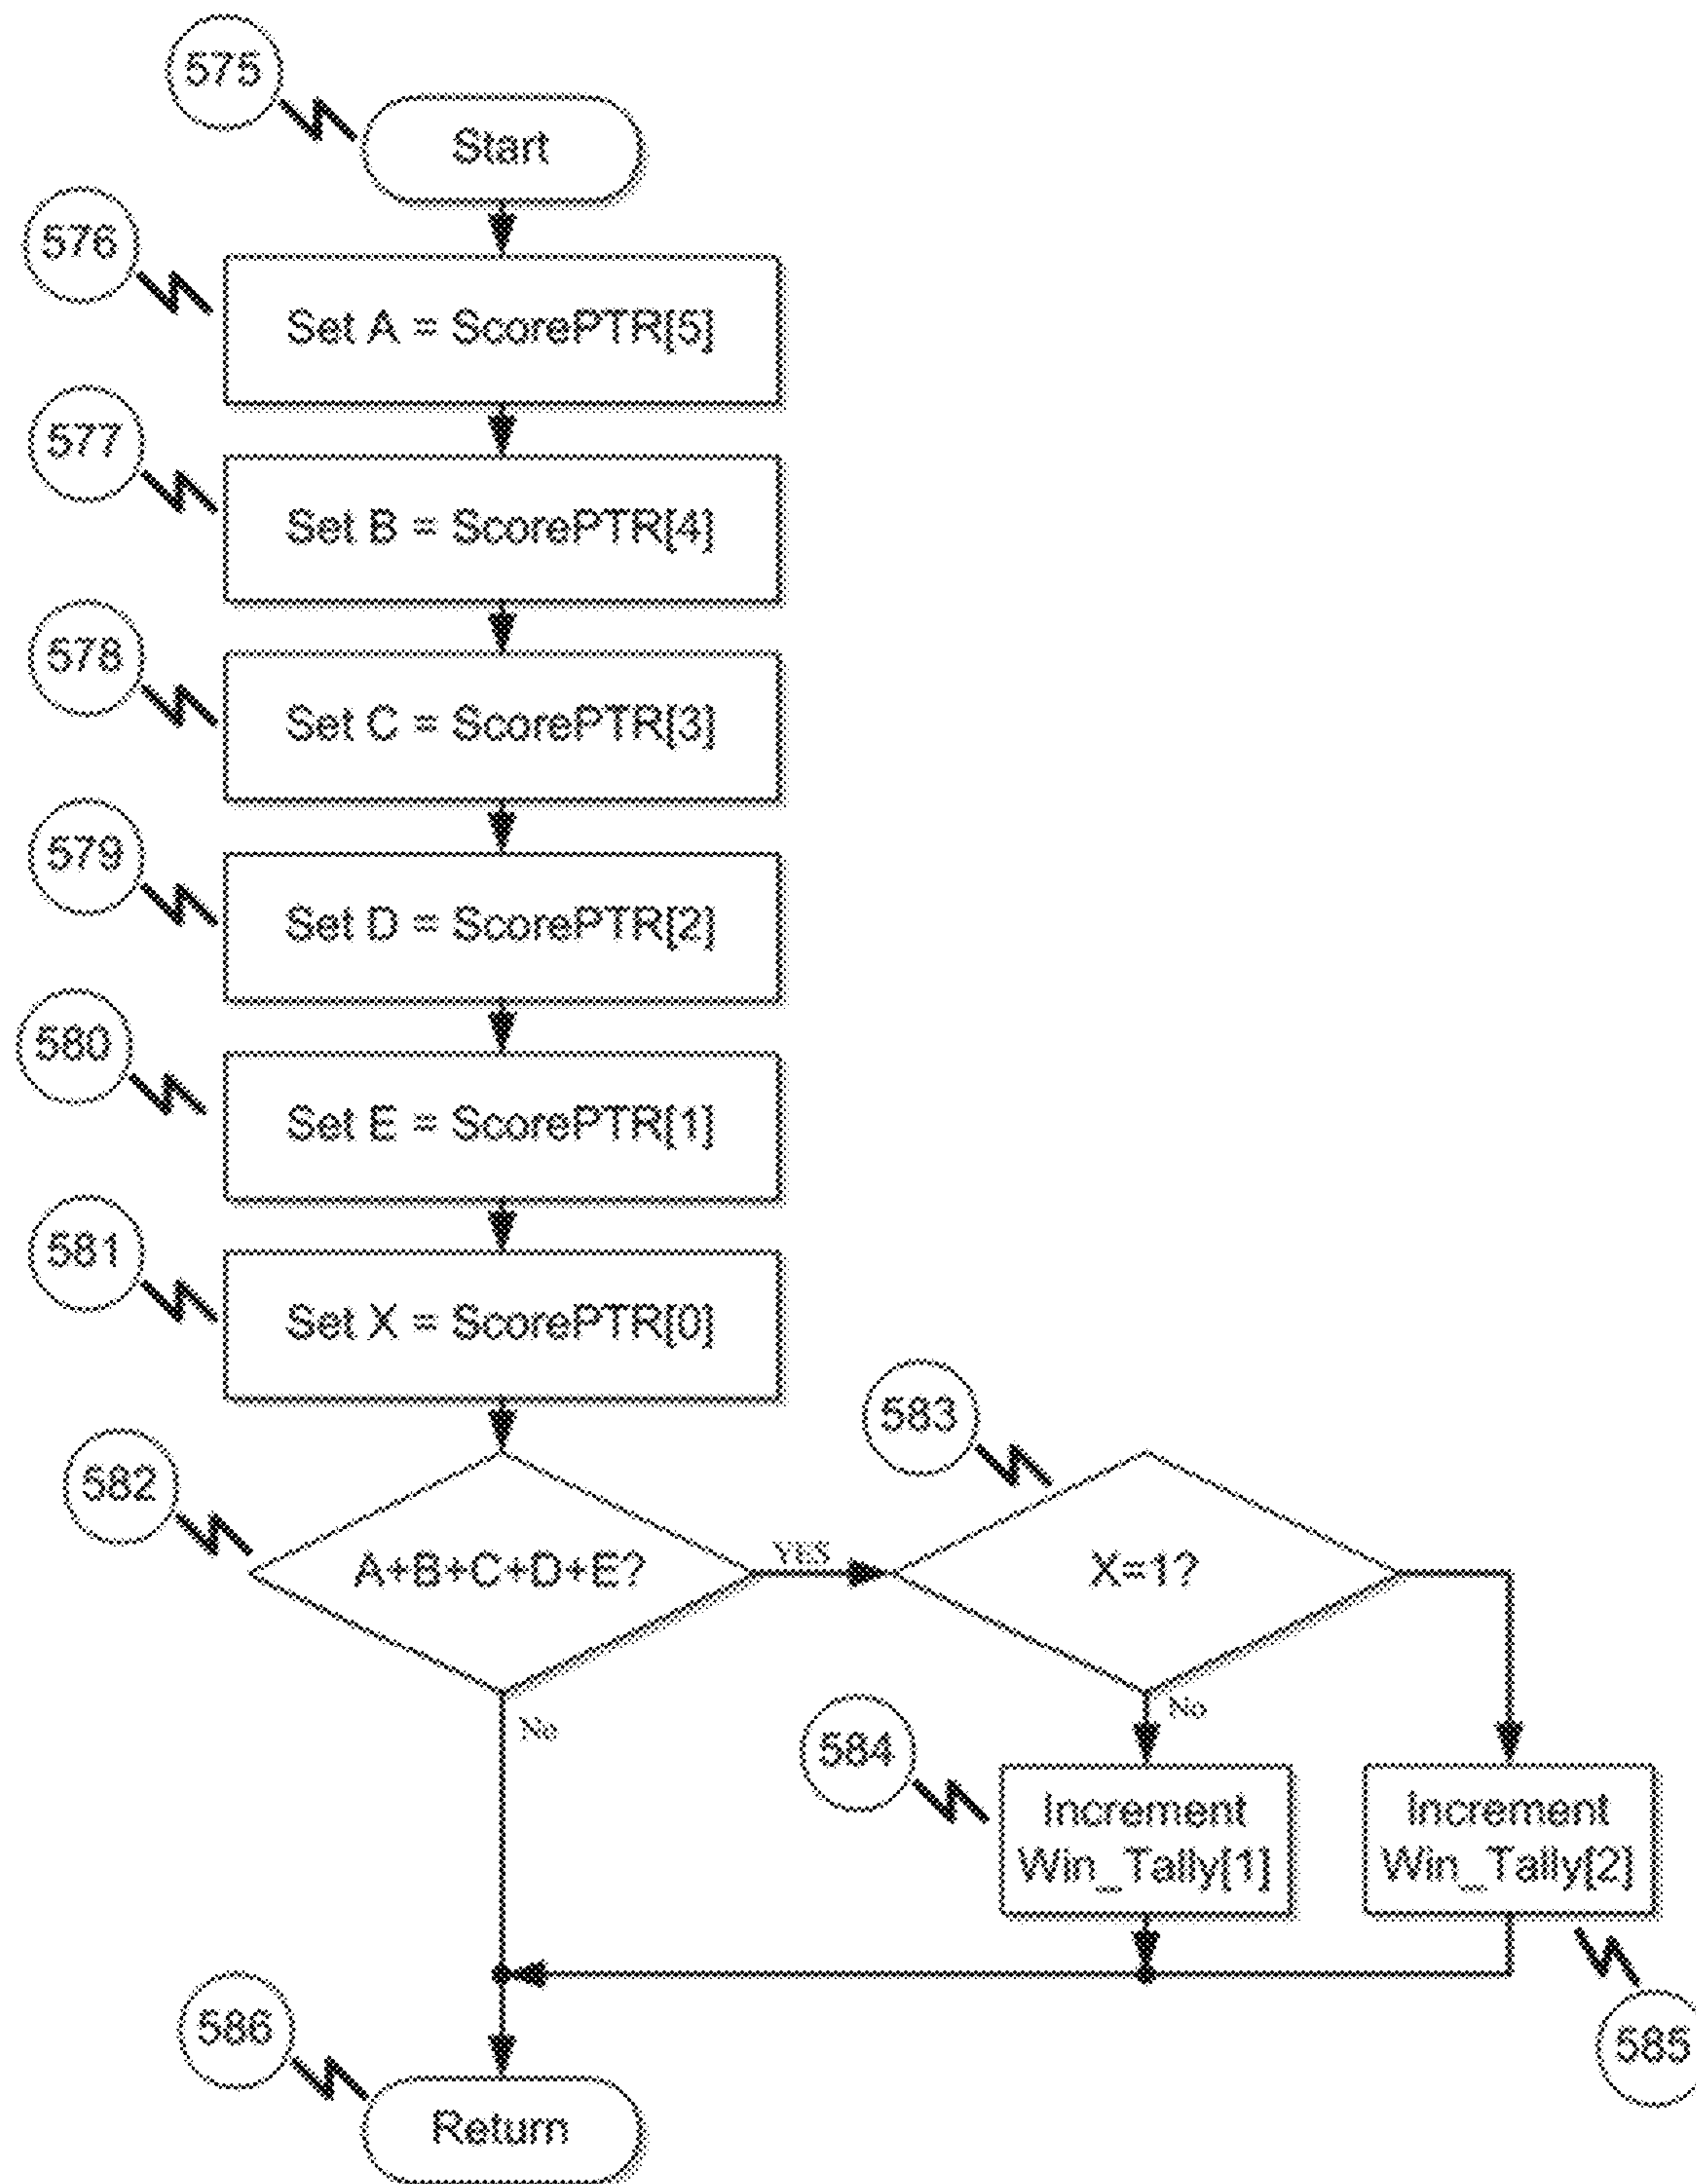 575
Start
576
Set A = ScorePTR[5]
577
Set B = ScorePTR[4]
578
Set C = ScorePTR[3]
579
Set D = ScorePTR[2]
580
Set E = ScorePTR[1]
581
Set X = ScorePTR[0]
582
A+B+C+D+E?
YES
No
583
X=1?
No
584
Increment
Win_Tally[1]
Increment
Win_Tally[2]
585
586
Return